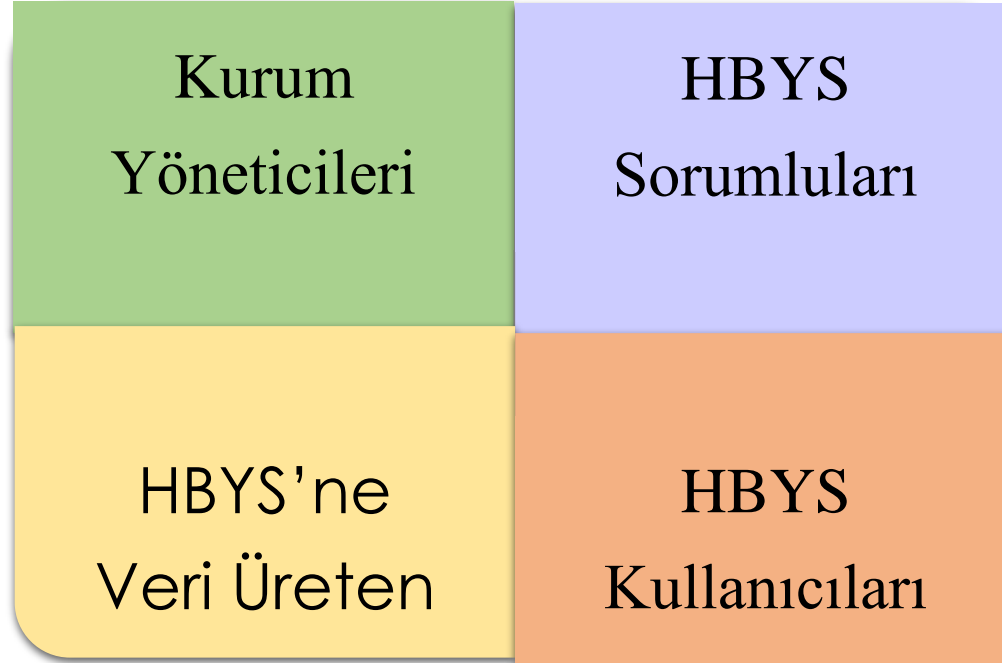 Kurum
Yöneticileri
HBYS
Sorumluları
HBYS’ne
Veri Üreten
HBYS
Kullanıcıları